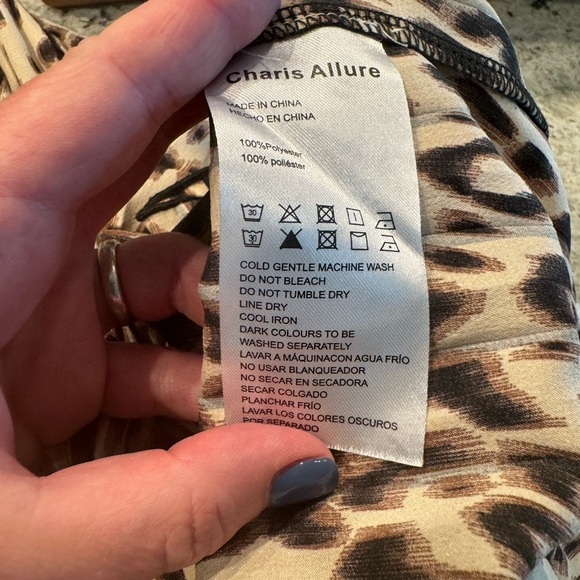 Charis Allure
MADE IN CHINA
HECHO EN CHINA
100%Polyester
100% poliéster
30
30
COLD GENTLE MACHINE WASH
DO NOT BLEACH
DO NOT TUMBLE DRY
LINE DRY
COOL IRON
DARK COLOURS TO BE
WASHED SEPARATELY
LAVAR A MÁQUINACON AGUA FRÍO
NO USAR BLANQUEADOR
NO SECAR EN SECADORA
SECAR COLGADO
PLANCHAR FRÍO
LAVAR LOS COLORES OSCUROS
POR SEPARADO